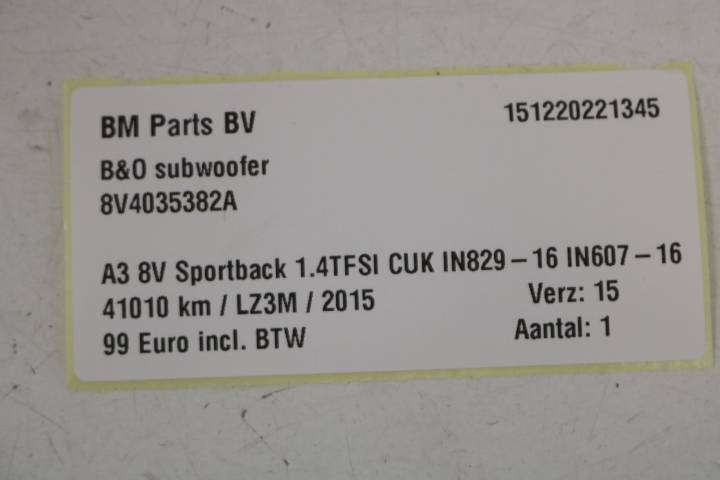 BM Parts BV 151220221345
B&O subwoofer
8V4035382A
A3 8V Sportback 1.4TFSI CUK IN829-16 IN607-16
41010 km / LZ3M / 2015 Verz: 15
99 Euro incl. BTW Aantal: 1